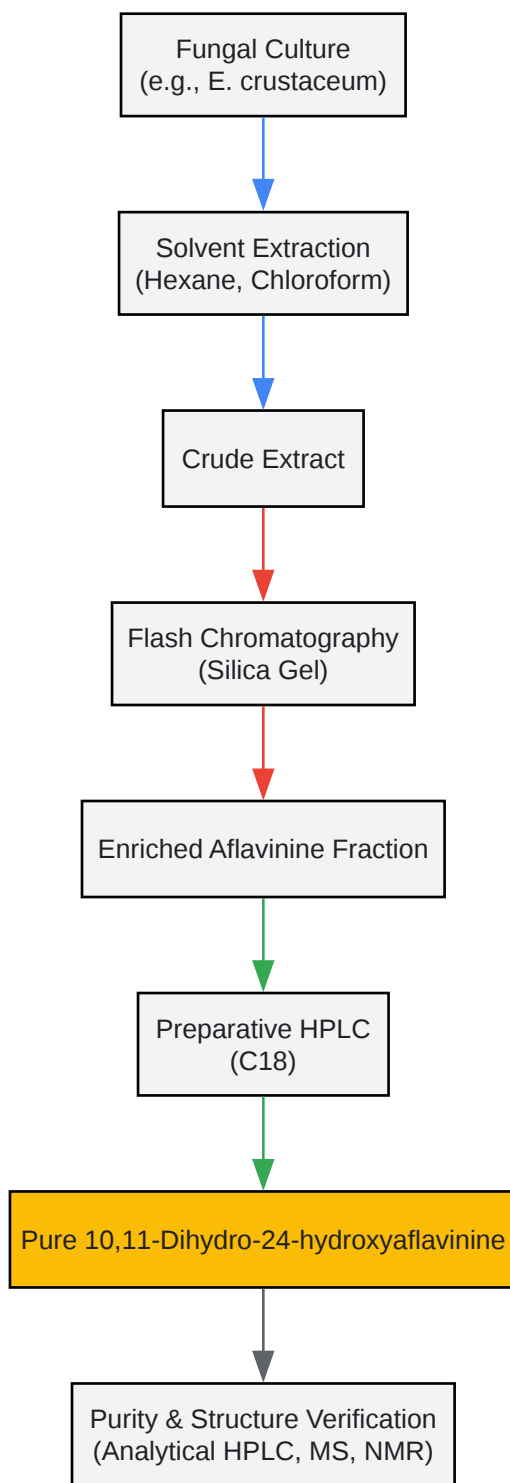 Fungal Culture
(e.g., E. crustaceum)
Solvent Extraction
(Hexane, Chloroform)
Crude Extract
Flash Chromatography
(Silica Gel)
Enriched Aflavinine Fraction
Preparative HPLC
(C18)
Pure 10,11-Dihydro-24-hydroxyaflavinine
Purity & Structure Verification
(Analytical HPLC, MS, NMR)